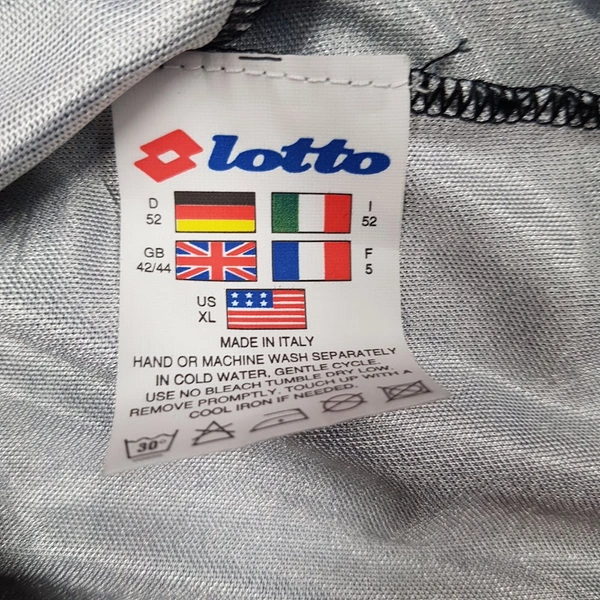 lotto
D 52
I 52
GB 42/44
F 5
US XL
MADE IN ITALY
HAND OR MACHINE WASH SEPARATELY
IN COLD WATER, GENTLE CYCLE.
USE NO BLEACH TUMBLE DRY LOW.
REMOVE PROMPTLY. TOUCH UP WITH A
COOL IRON IF NEEDED.
30°